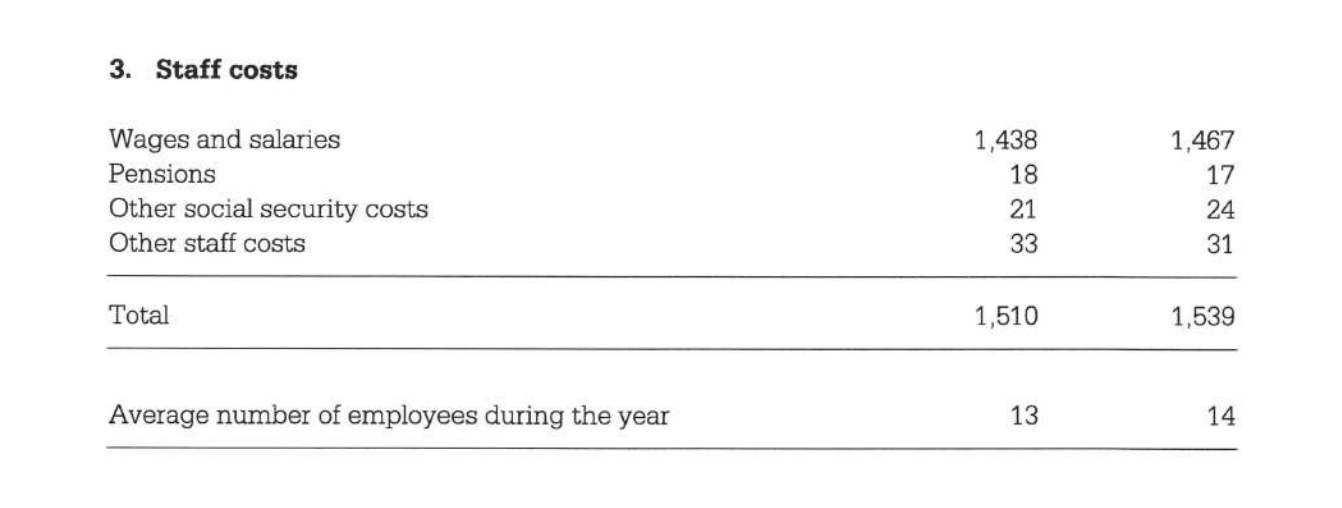 3. Staff costs
Wages and salaries 1,438 1,467
Pensions 18 17
Other social security costs 21 24
Other staff costs 33 31
Total 1,510 1,539
Average number of employees during the year 13 14